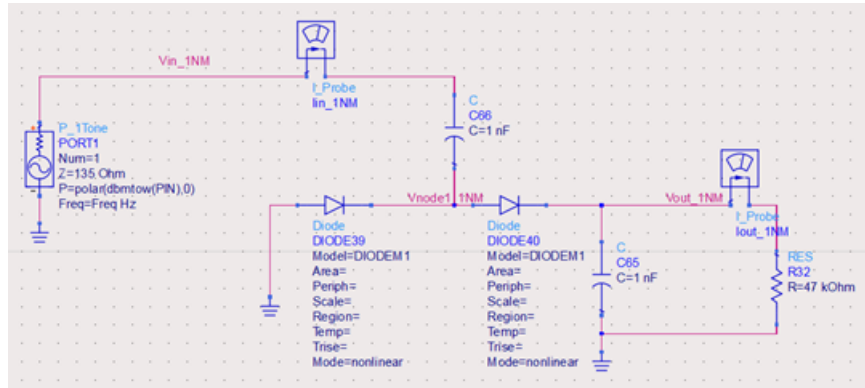 Vin_1NM
I_Probe
Iin_1NM
C
C66
C=1 nF
P_1Tone
PORT1
Num=1
Z=135 Ohm
P=polar(dbmtow(PIN),0)
Freq=Freq Hz
Vnode1_1NM
Vout_1NM
I_Probe
Iout_1NM
Diode
DIODE39
Model=DIODEM1
Area=
Periph=
Scale=
Region=
Temp=
Trise=
Mode=nonlinear
Diode
DIODE40
Model=DIODEM1
Area=
Periph=
Scale=
Region=
Temp=
Trise=
Mode=nonlinear
C
C65
C=1 nF
RES
R32
R=47 kOhm